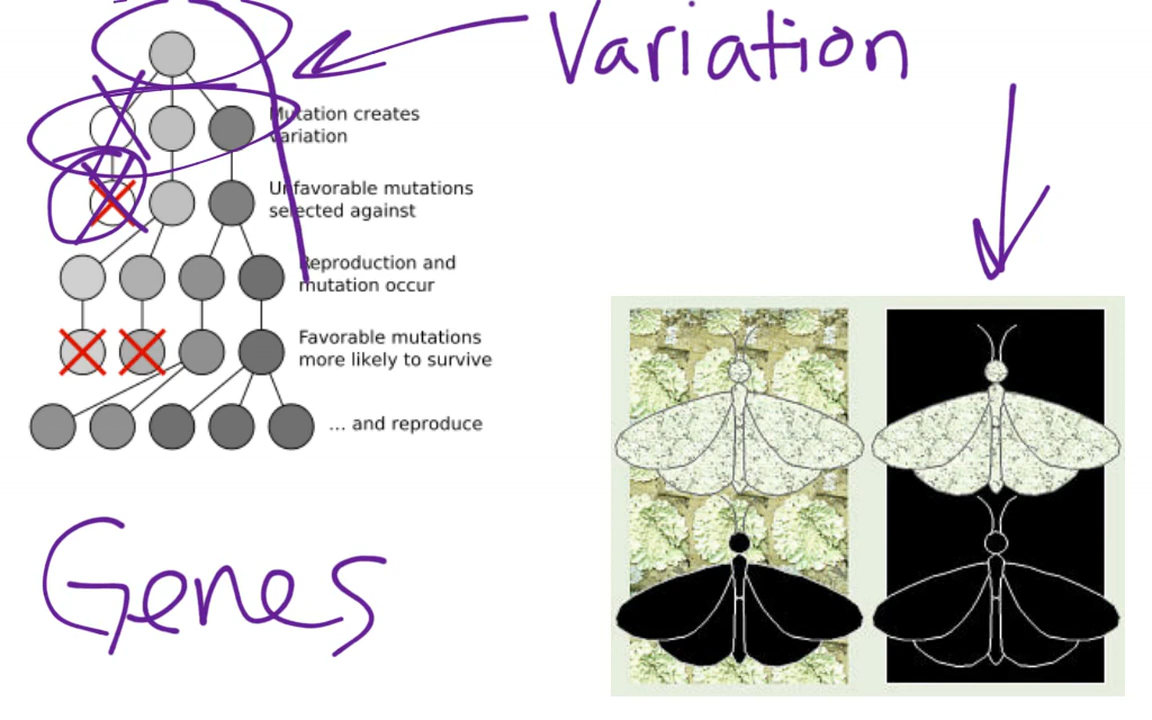 Variation
Mutation creates
variation
Unfavorable mutations
selected against
Reproduction and
mutation occur
Favorable mutations
more likely to survive
... and reproduce
Genes